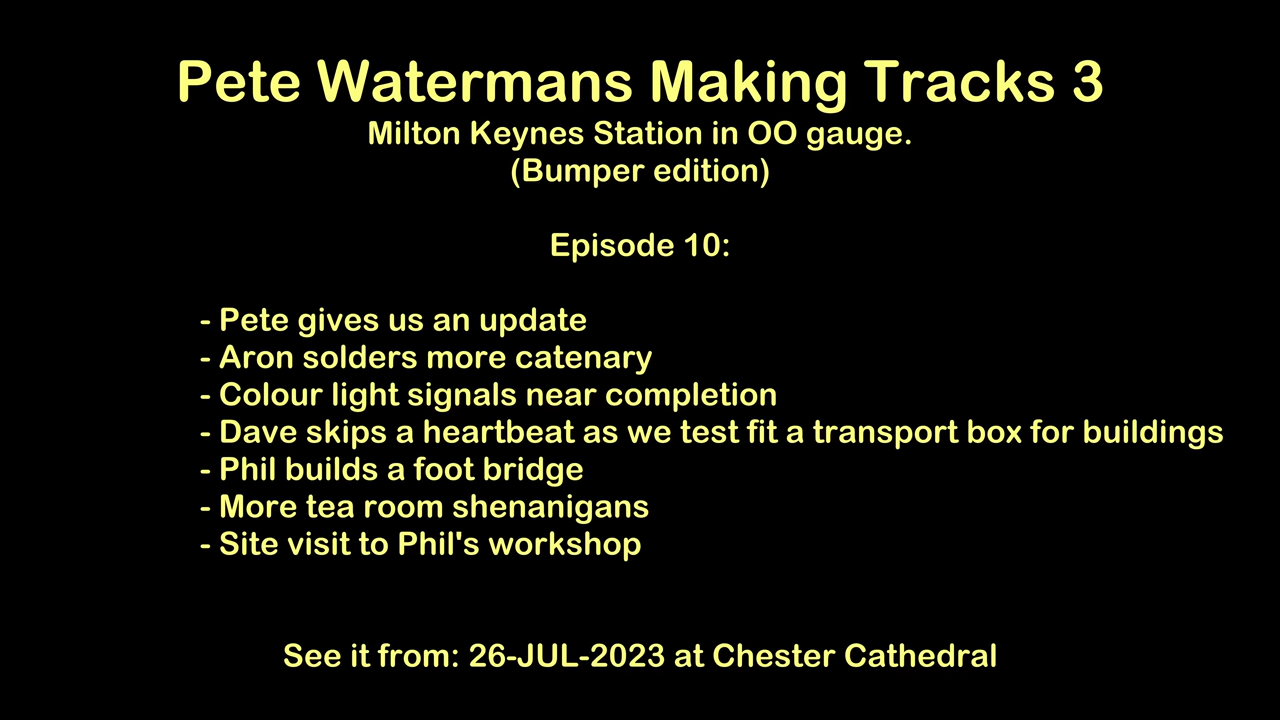 Pete Watermans Making Tracks 3
Milton Keynes Station in OO gauge.
(Bumper edition)
Episode 10:
- Pete gives us an update
- Aron solders more catenary
- Colour light signals near completion
- Dave skips a heartbeat as we test fit a transport box for buildings
- Phil builds a foot bridge
- More tea room shenanigans
- Site visit to Phil's workshop
See it from: 26-JUL-2023 at Chester Cathedral